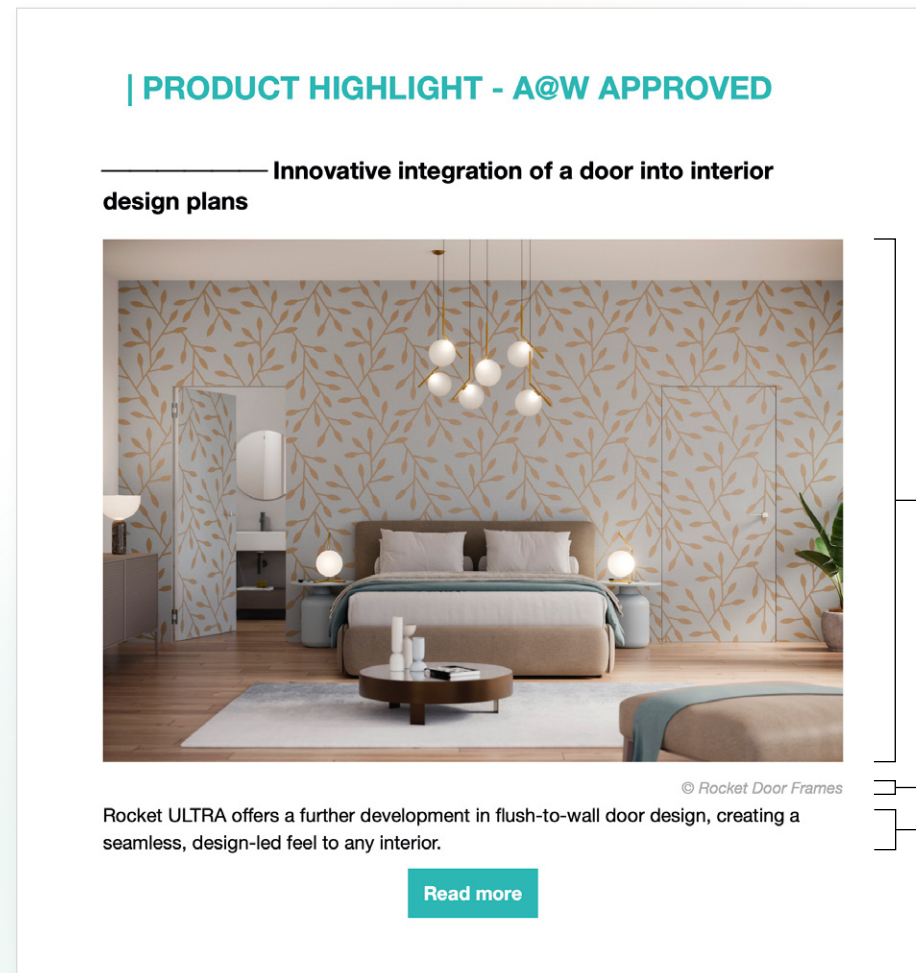 | PRODUCT HIGHLIGHT - A@W APPROVED
—————— Innovative integration of a door into interior
design plans
© Rocket Door Frames
Rocket ULTRA offers a further development in flush-to-wall door design, creating a
seamless, design-led feel to any interior.
Read more